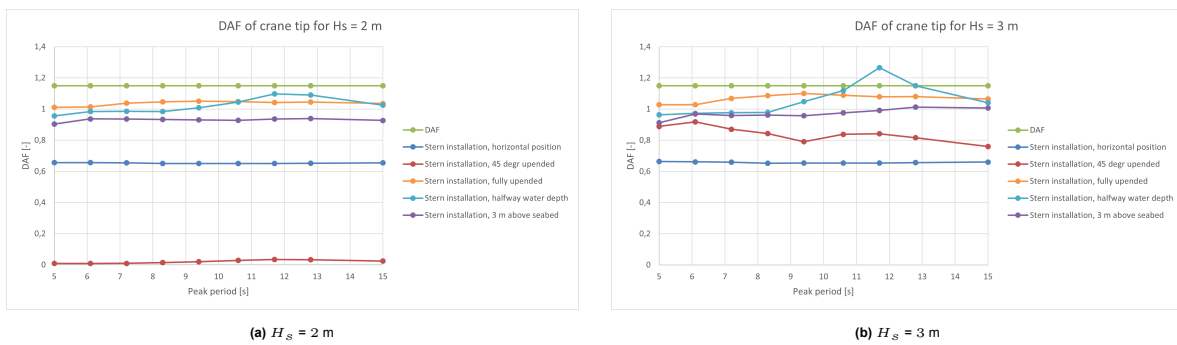 DAF of crane tip for Hs = 2 m
1,4
1,2
1
0,8
0,6
0,4
0,2
0
DAF [-]
5 6 7 8 9 10 11 12 13 14 15
Peak period [s]
DAF
Stern installation, horizontal position
Stern installation, 45 degr upended
Stern installation, fully upended
Stern installation, halfway water depth
Stern installation, 3 m above seabed
(a) H_s = 2 m
DAF of crane tip for Hs = 3 m
1,4
1,2
1
0,8
0,6
0,4
0,2
0
DAF [-]
5 6 7 8 9 10 11 12 13 14 15
Peak period [s]
DAF
Stern installation, horizontal position
Stern installation, 45 degr upended
Stern installation, fully upended
Stern installation, halfway water depth
Stern installation, 3 m above seabed
(b) H_s = 3 m